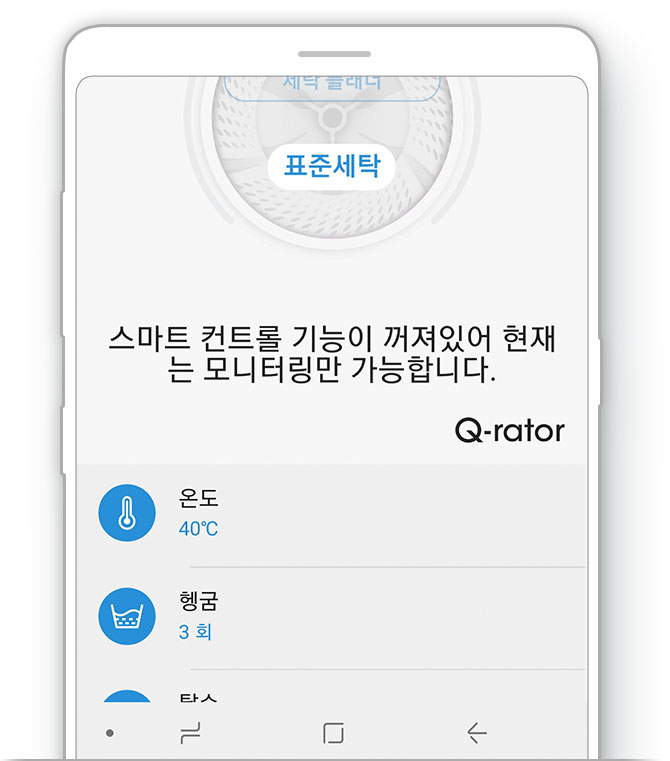 세탁 플래너
표준세탁
스마트 컨트롤 기능이 꺼져있어 현재
는 모니터링만 가능합니다.
Q-rator
온도
40℃
헹굼
3 회
탈수